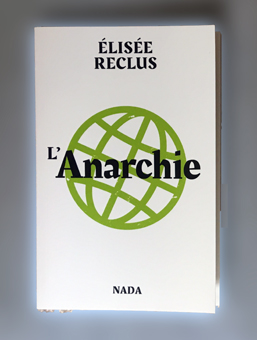 ÉLISÉE
RECLUS
L'Anarchie
NADA